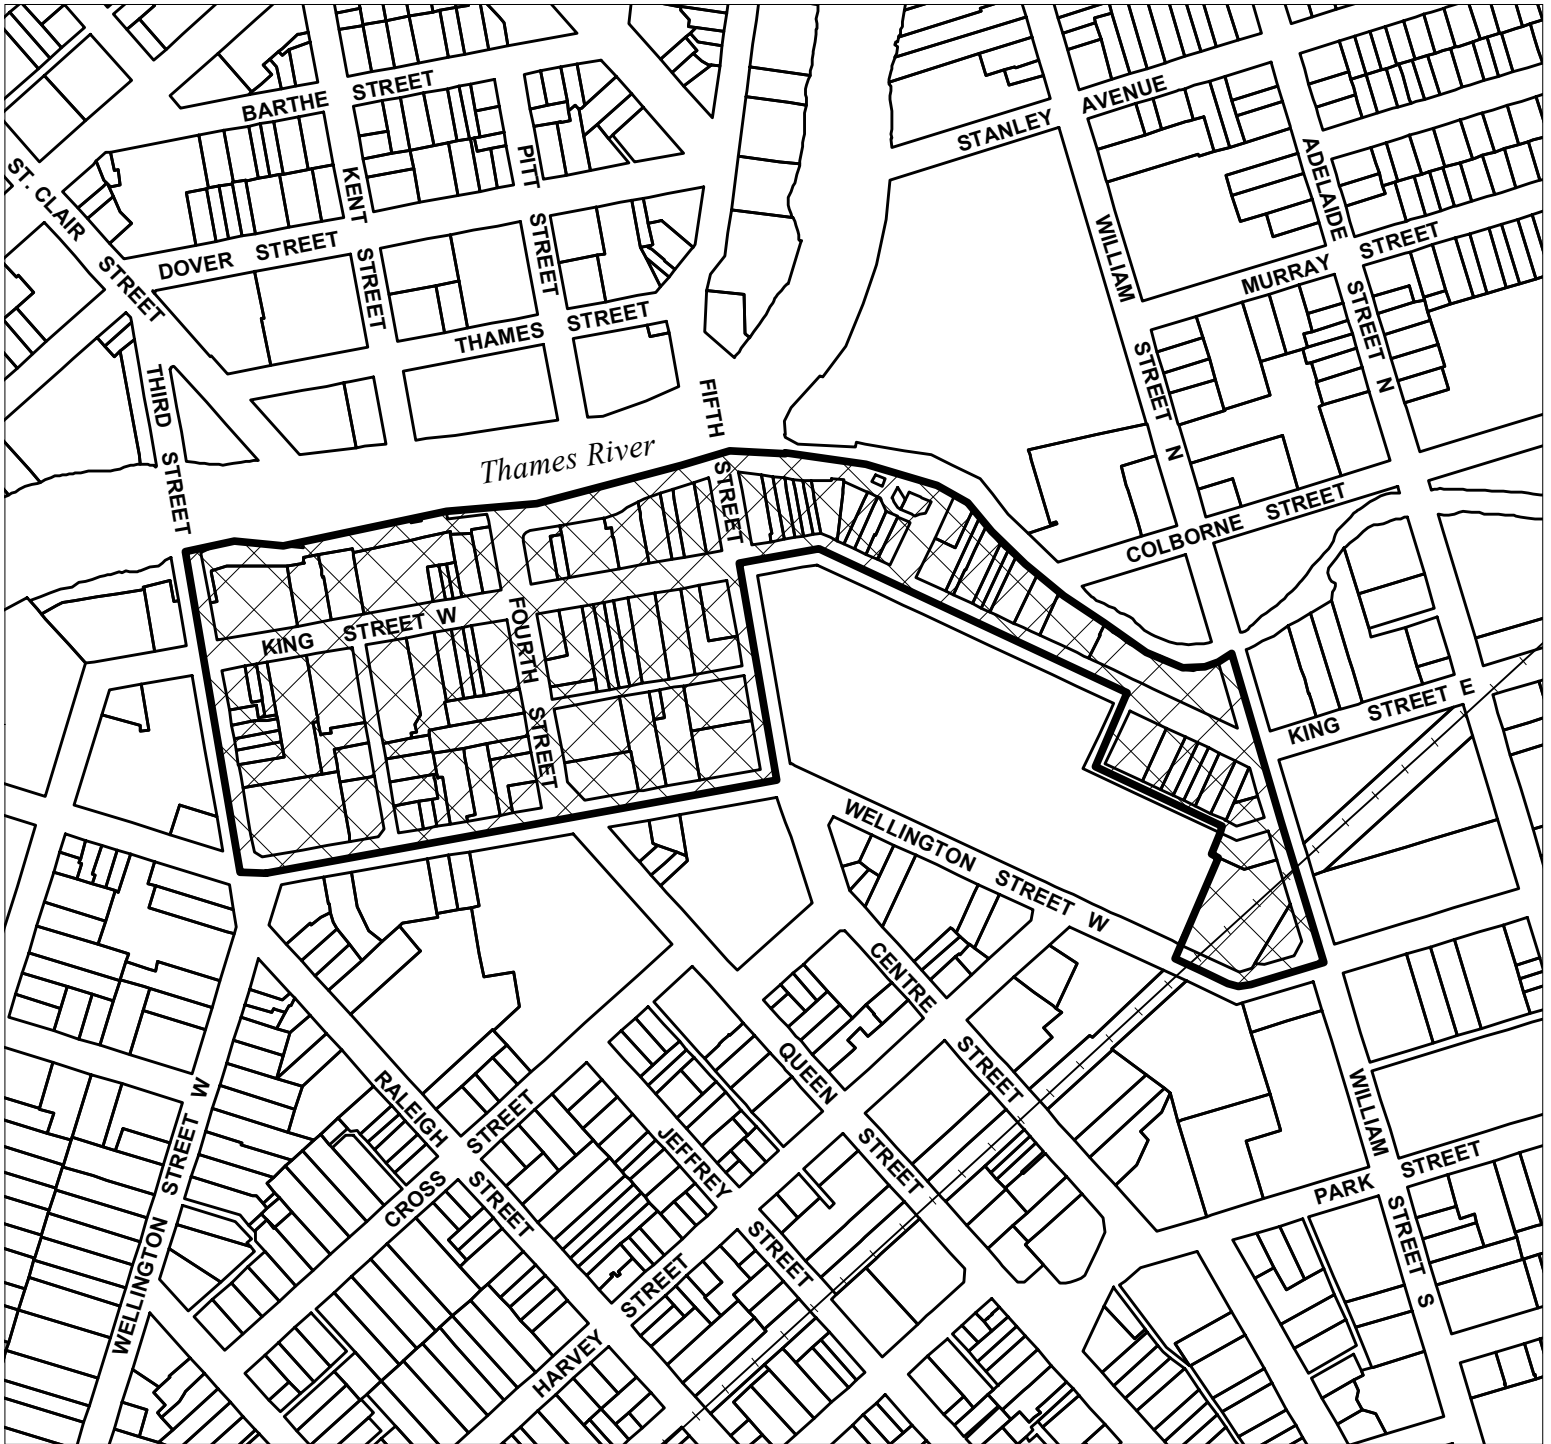 BARTHE STREET
STANLEY AVENUE
ST. CLAIR STREET
KENT STREET
PITT STREET
ADELAIDE STREET N
DOVER STREET
WILLIAM STREET N
MURRAY STREET
THAMES STREET
THIRD STREET
FIFTH STREET
Thames River
COLBORNE STREET
KING STREET W
FOURTH STREET
KING STREET E
WELLINGTON STREET W
CENTRE STREET
QUEEN STREET
RALEIGH STREET
CROSS STREET
JEFFREY STREET
WELLINGTON STREET W
HARVEY STREET
WILLIAM STREET S
PARK STREET